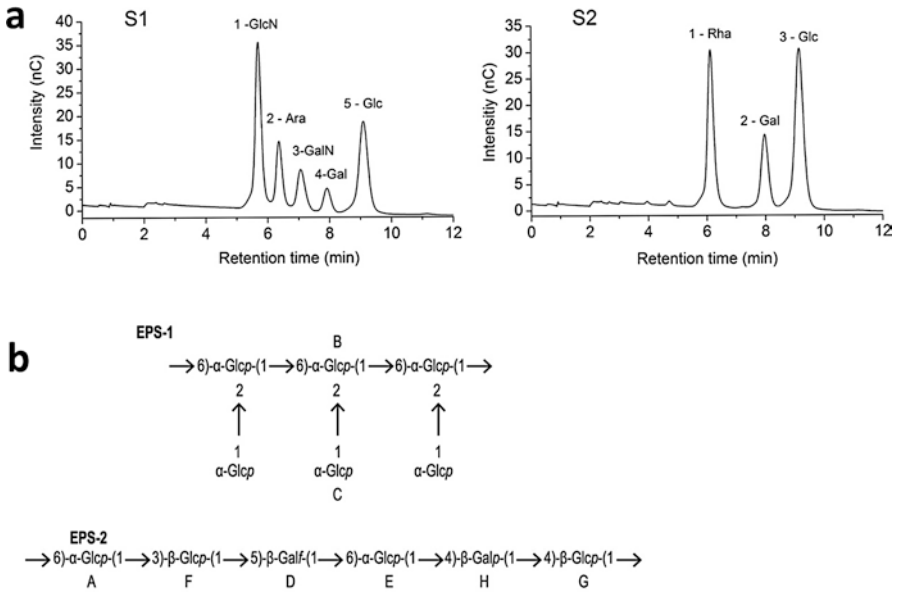 a
S1
40
35
30
25
20
15
10
5
0
Intensity (nC)
1 -GlcN
2 - Ara
3-GalN
4-Gal
5 - Glc
0 2 4 6 8 10 12
Retention time (min)
S2
35
30
25
20
15
10
5
0
Intensitiy (nC)
1 - Rha
2 - Gal
3 - Glc
0 2 4 6 8 10 12
Retention time (min)
b
EPS-1
B
→6)-α-Glcp-(1→6)-α-Glcp-(1→6)-α-Glcp-(1→
2 2 2
↑ ↑ ↑
1 1 1
α-Glcp α-Glcp α-Glcp
C
EPS-2
→6)-α-Glcp-(1→3)-β-Glcp-(1→5)-β-Galf-(1→6)-α-Glcp-(1→4)-β-Galp-(1→4)-β-Glcp-(1→
A F D E H G